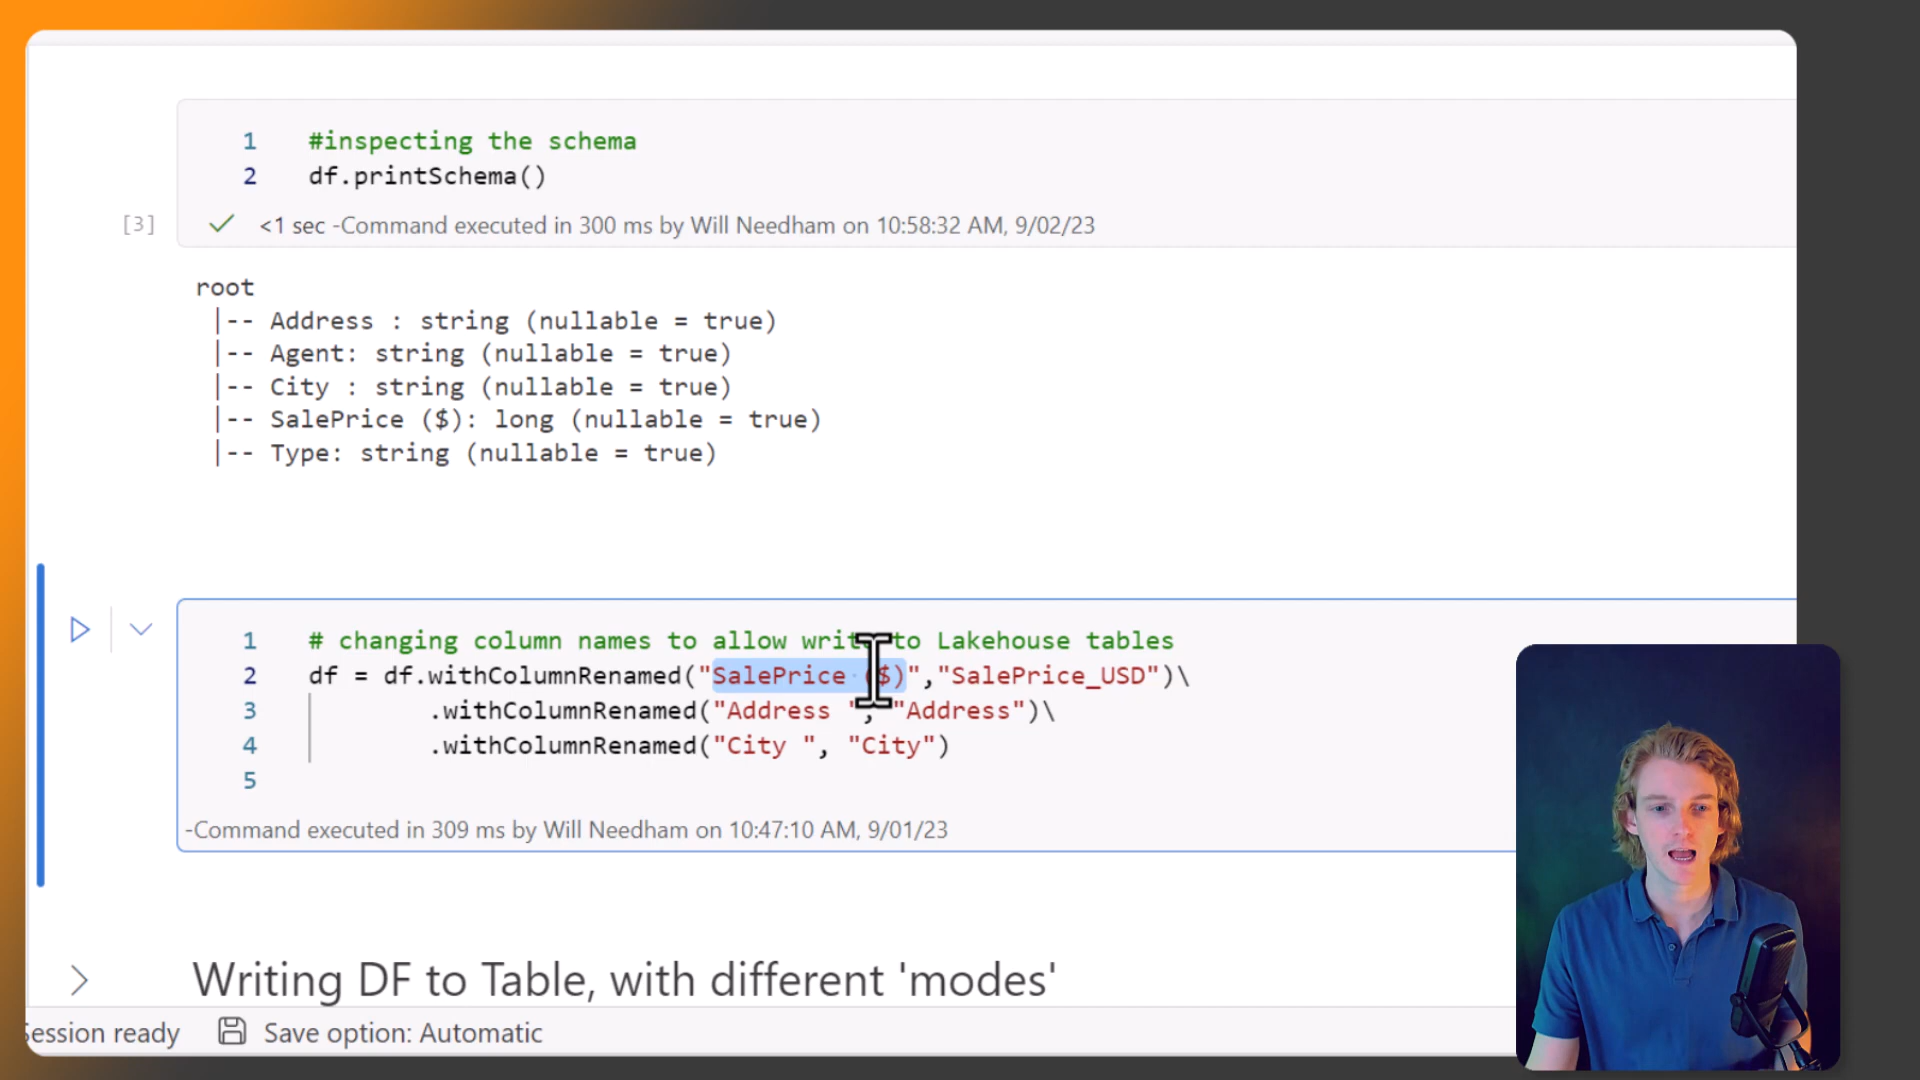 1 #inspecting the schema
2 df.printSchema()
[3] <1 sec -Command executed in 300 ms by Will Needham on 10:58:32 AM, 9/02/23
root
|-- Address : string (nullable = true)
|-- Agent: string (nullable = true)
|-- City : string (nullable = true)
|-- SalePrice ($): long (nullable = true)
|-- Type: string (nullable = true)
1 # changing column names to allow write to Lakehouse tables
2 df = df.withColumnRenamed("SalePrice ($)","SalePrice_USD")\
3 .withColumnRenamed("Address ", "Address")\
4 .withColumnRenamed("City ", "City")
5
-Command executed in 309 ms by Will Needham on 10:47:10 AM, 9/01/23
Writing DF to Table, with different 'modes'
ession ready Save option: Automatic